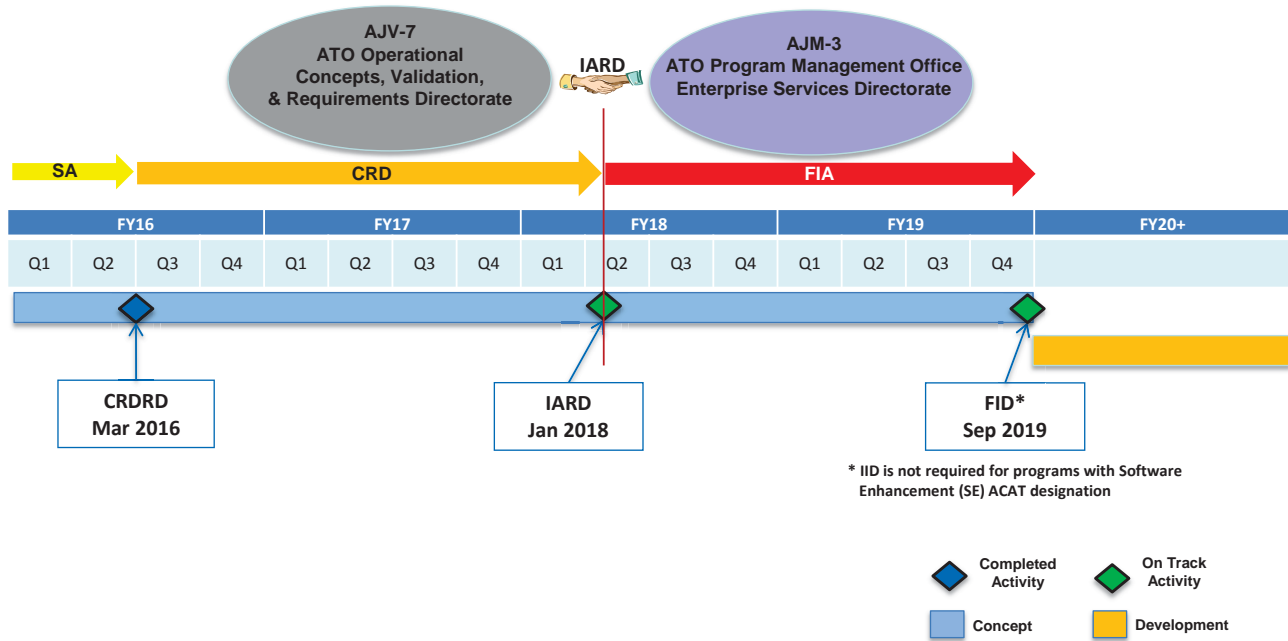 AJV-7
ATO Operational
Concepts, Validation,
& Requirements Directorate
IARD
AJM-3
ATO Program Management Office
Enterprise Services Directorate
SA
CRD
FIA
FY16
FY17
FY18
FY19
FY20+
Q1 Q2 Q3 Q4 Q1 Q2 Q3 Q4 Q1 Q2 Q3 Q4 Q1 Q2 Q3 Q4
CRDRD
Mar 2016
IARD
Jan 2018
FID*
Sep 2019
* IID is not required for programs with Software
Enhancement (SE) ACAT designation
Completed
Activity
On Track
Activity
Concept
Development